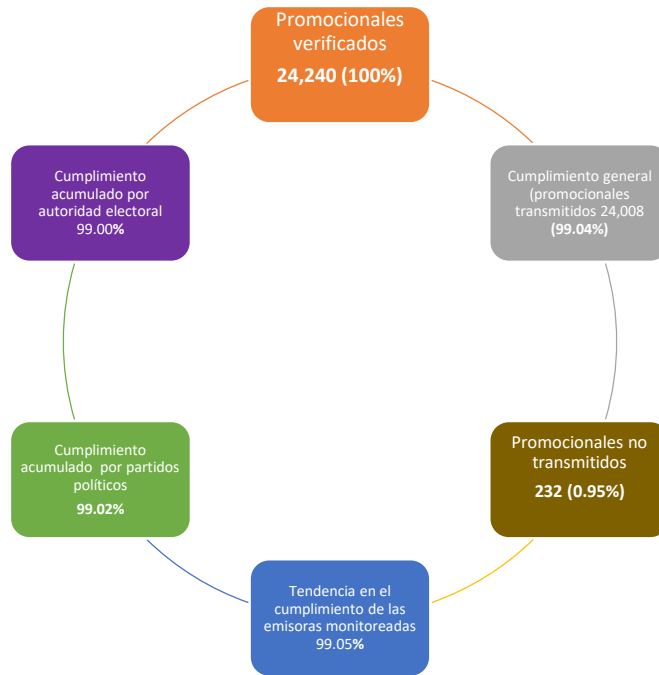 Promocionales
verificados
24,240 (100%)
Cumplimiento general
(promocionales
transmitidos 24,008
(99.04%)
Promocionales no
transmitidos
232 (0.95%)
Tendencia en el
cumplimiento de las
emisoras monitoreadas
99.05%
Cumplimiento
acumulado por partidos
políticos
99.02%
Cumplimiento
acumulado por
autoridad electoral
99.00%